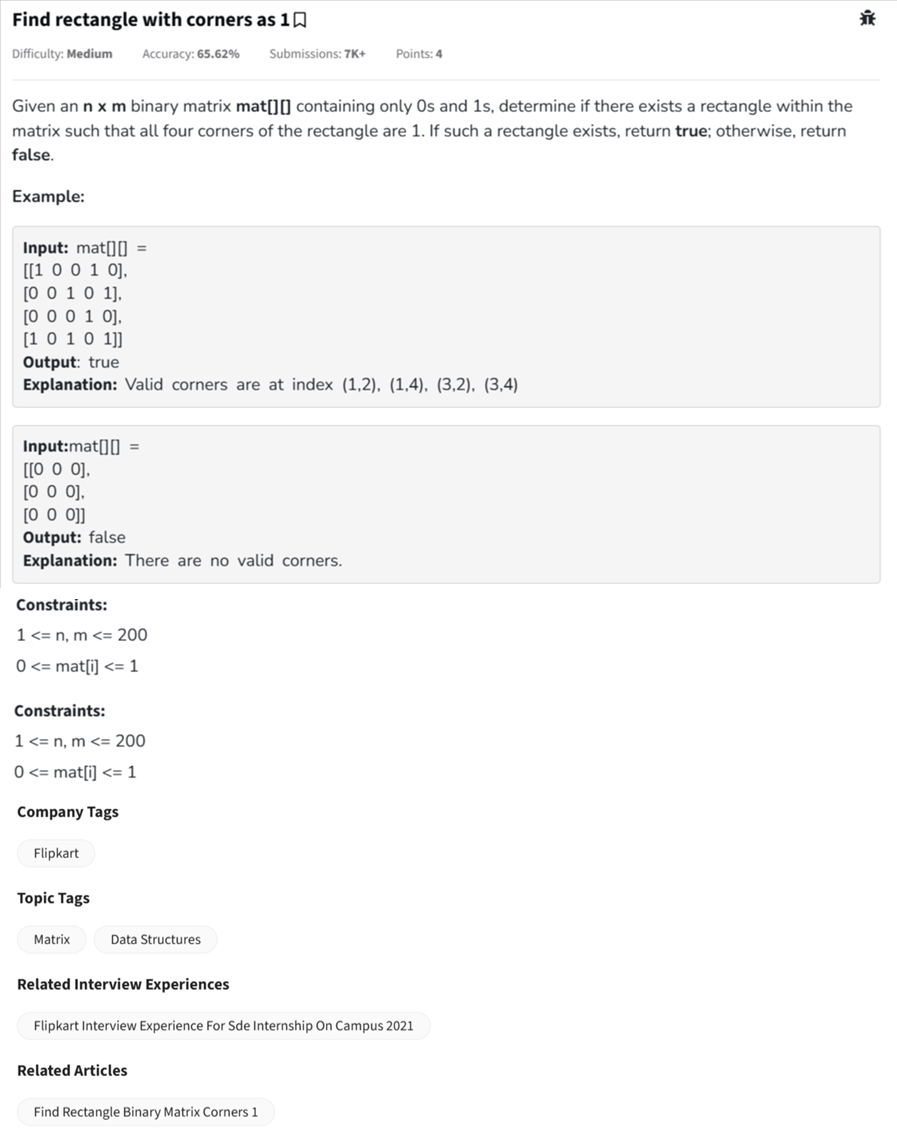 Find rectangle with corners as 1
Difficulty: Medium Accuracy: 65.62% Submissions: 7K+ Points: 4
Given an n x m binary matrix mat[][] containing only 0s and 1s, determine if there exists a rectangle within the
matrix such that all four corners of the rectangle are 1. If such a rectangle exists, return true; otherwise, return
false.
Example:
Input: mat[][] =
[[1 0 0 1 0],
[0 0 1 0 1],
[0 0 0 1 0],
[1 0 1 0 1]]
Output: true
Explanation: Valid corners are at index (1,2), (1,4), (3,2), (3,4)
Input:mat[][] =
[[0 0 0],
[0 0 0],
[0 0 0]]
Output: false
Explanation: There are no valid corners.
Constraints:
1 <= n, m <= 200
0 <= mat[i] <= 1
Constraints:
1 <= n, m <= 200
0 <= mat[i] <= 1
Company Tags
Flipkart
Topic Tags
Matrix Data Structures
Related Interview Experiences
Flipkart Interview Experience For Sde Internship On Campus 2021
Related Articles
Find Rectangle Binary Matrix Corners 1